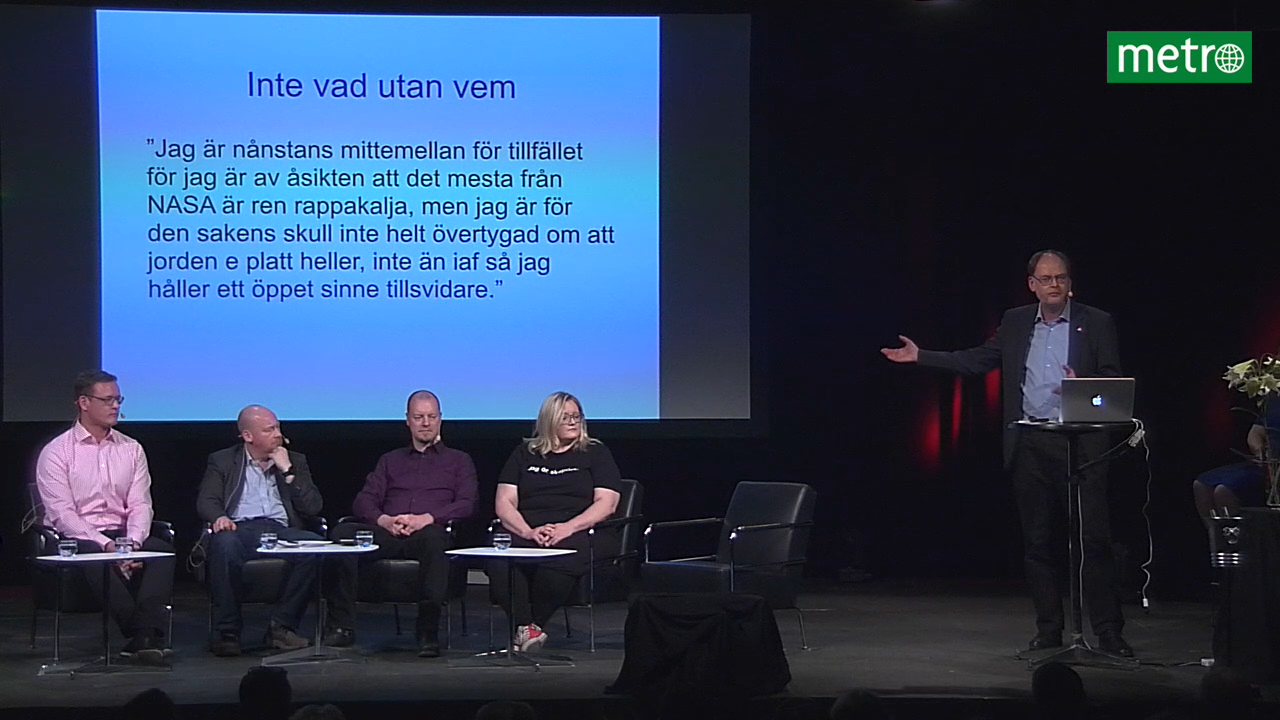 metro
Inte vad utan vem
”Jag är nånstans mittemellan för tillfället
för jag är av åsikten att det mesta från
NASA är ren rappakalja, men jag är för
den sakens skull inte helt övertygad om att
jorden e platt heller, inte än iaf så jag
håller ett öppet sinne tillsvidare.”
Jag är